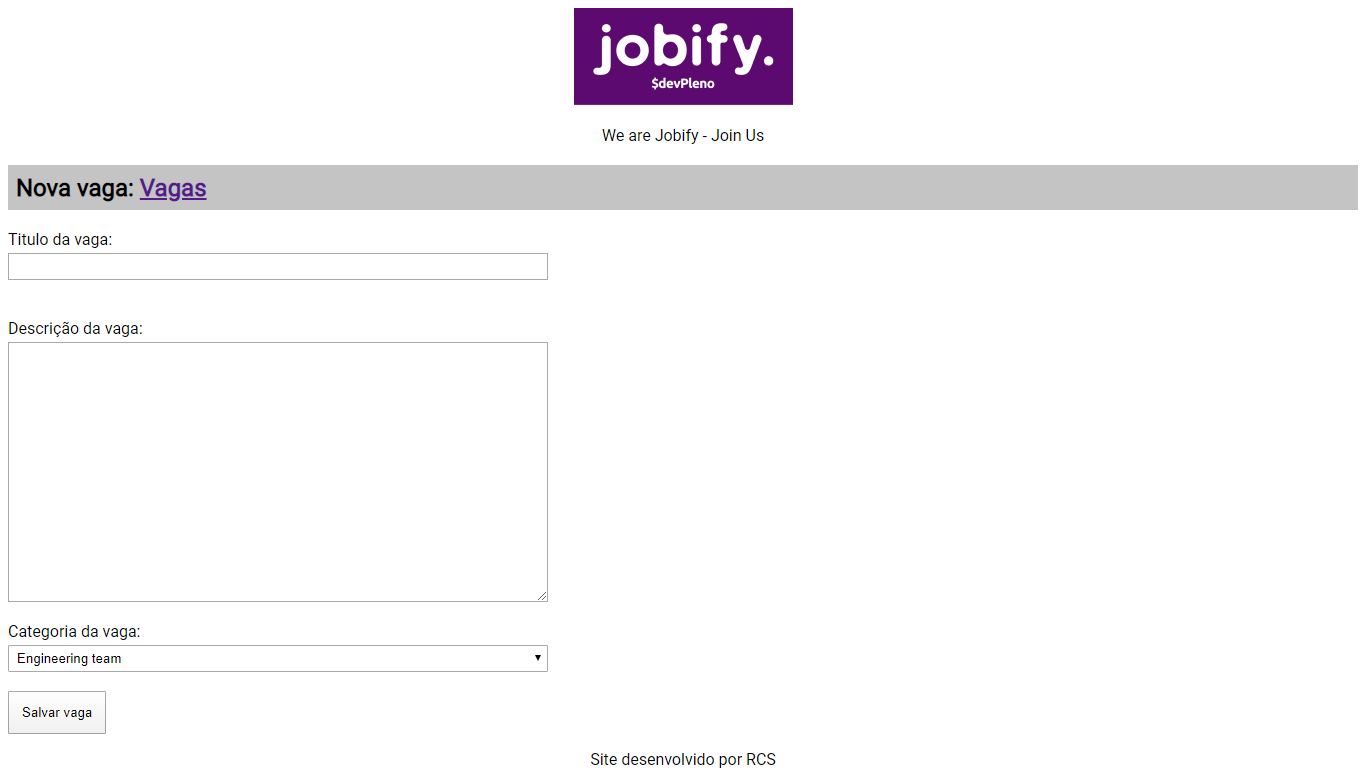 jobify.
$devPleno
We are Jobify - Join Us
Nova vaga: Vagas
Titulo da vaga:
Descrição da vaga:
Categoria da vaga:
Engineering team
Salvar vaga
Site desenvolvido por RCS